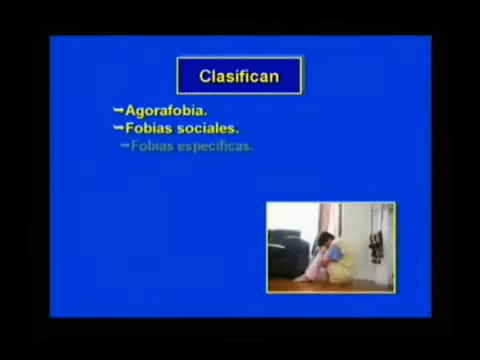 Clasifican
➥Agorafobia.
➥Fobias sociales.
➥Fobias específicas.